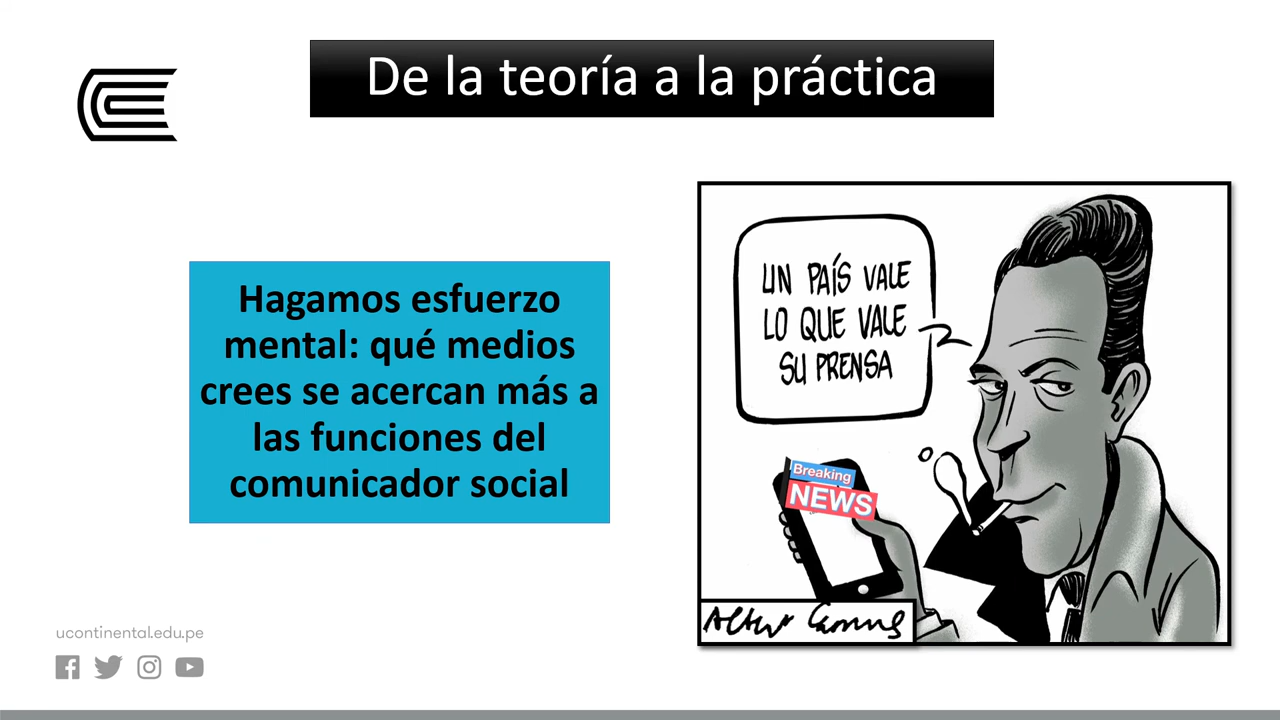 De la teoría a la práctica
Hagamos esfuerzo
mental: qué medios
crees se acercan más a
las funciones del
comunicador social
UN PAÍS VALE
LO QUE VALE
SU PRENSA
Breaking
NEWS
ucontinental.edu.pe